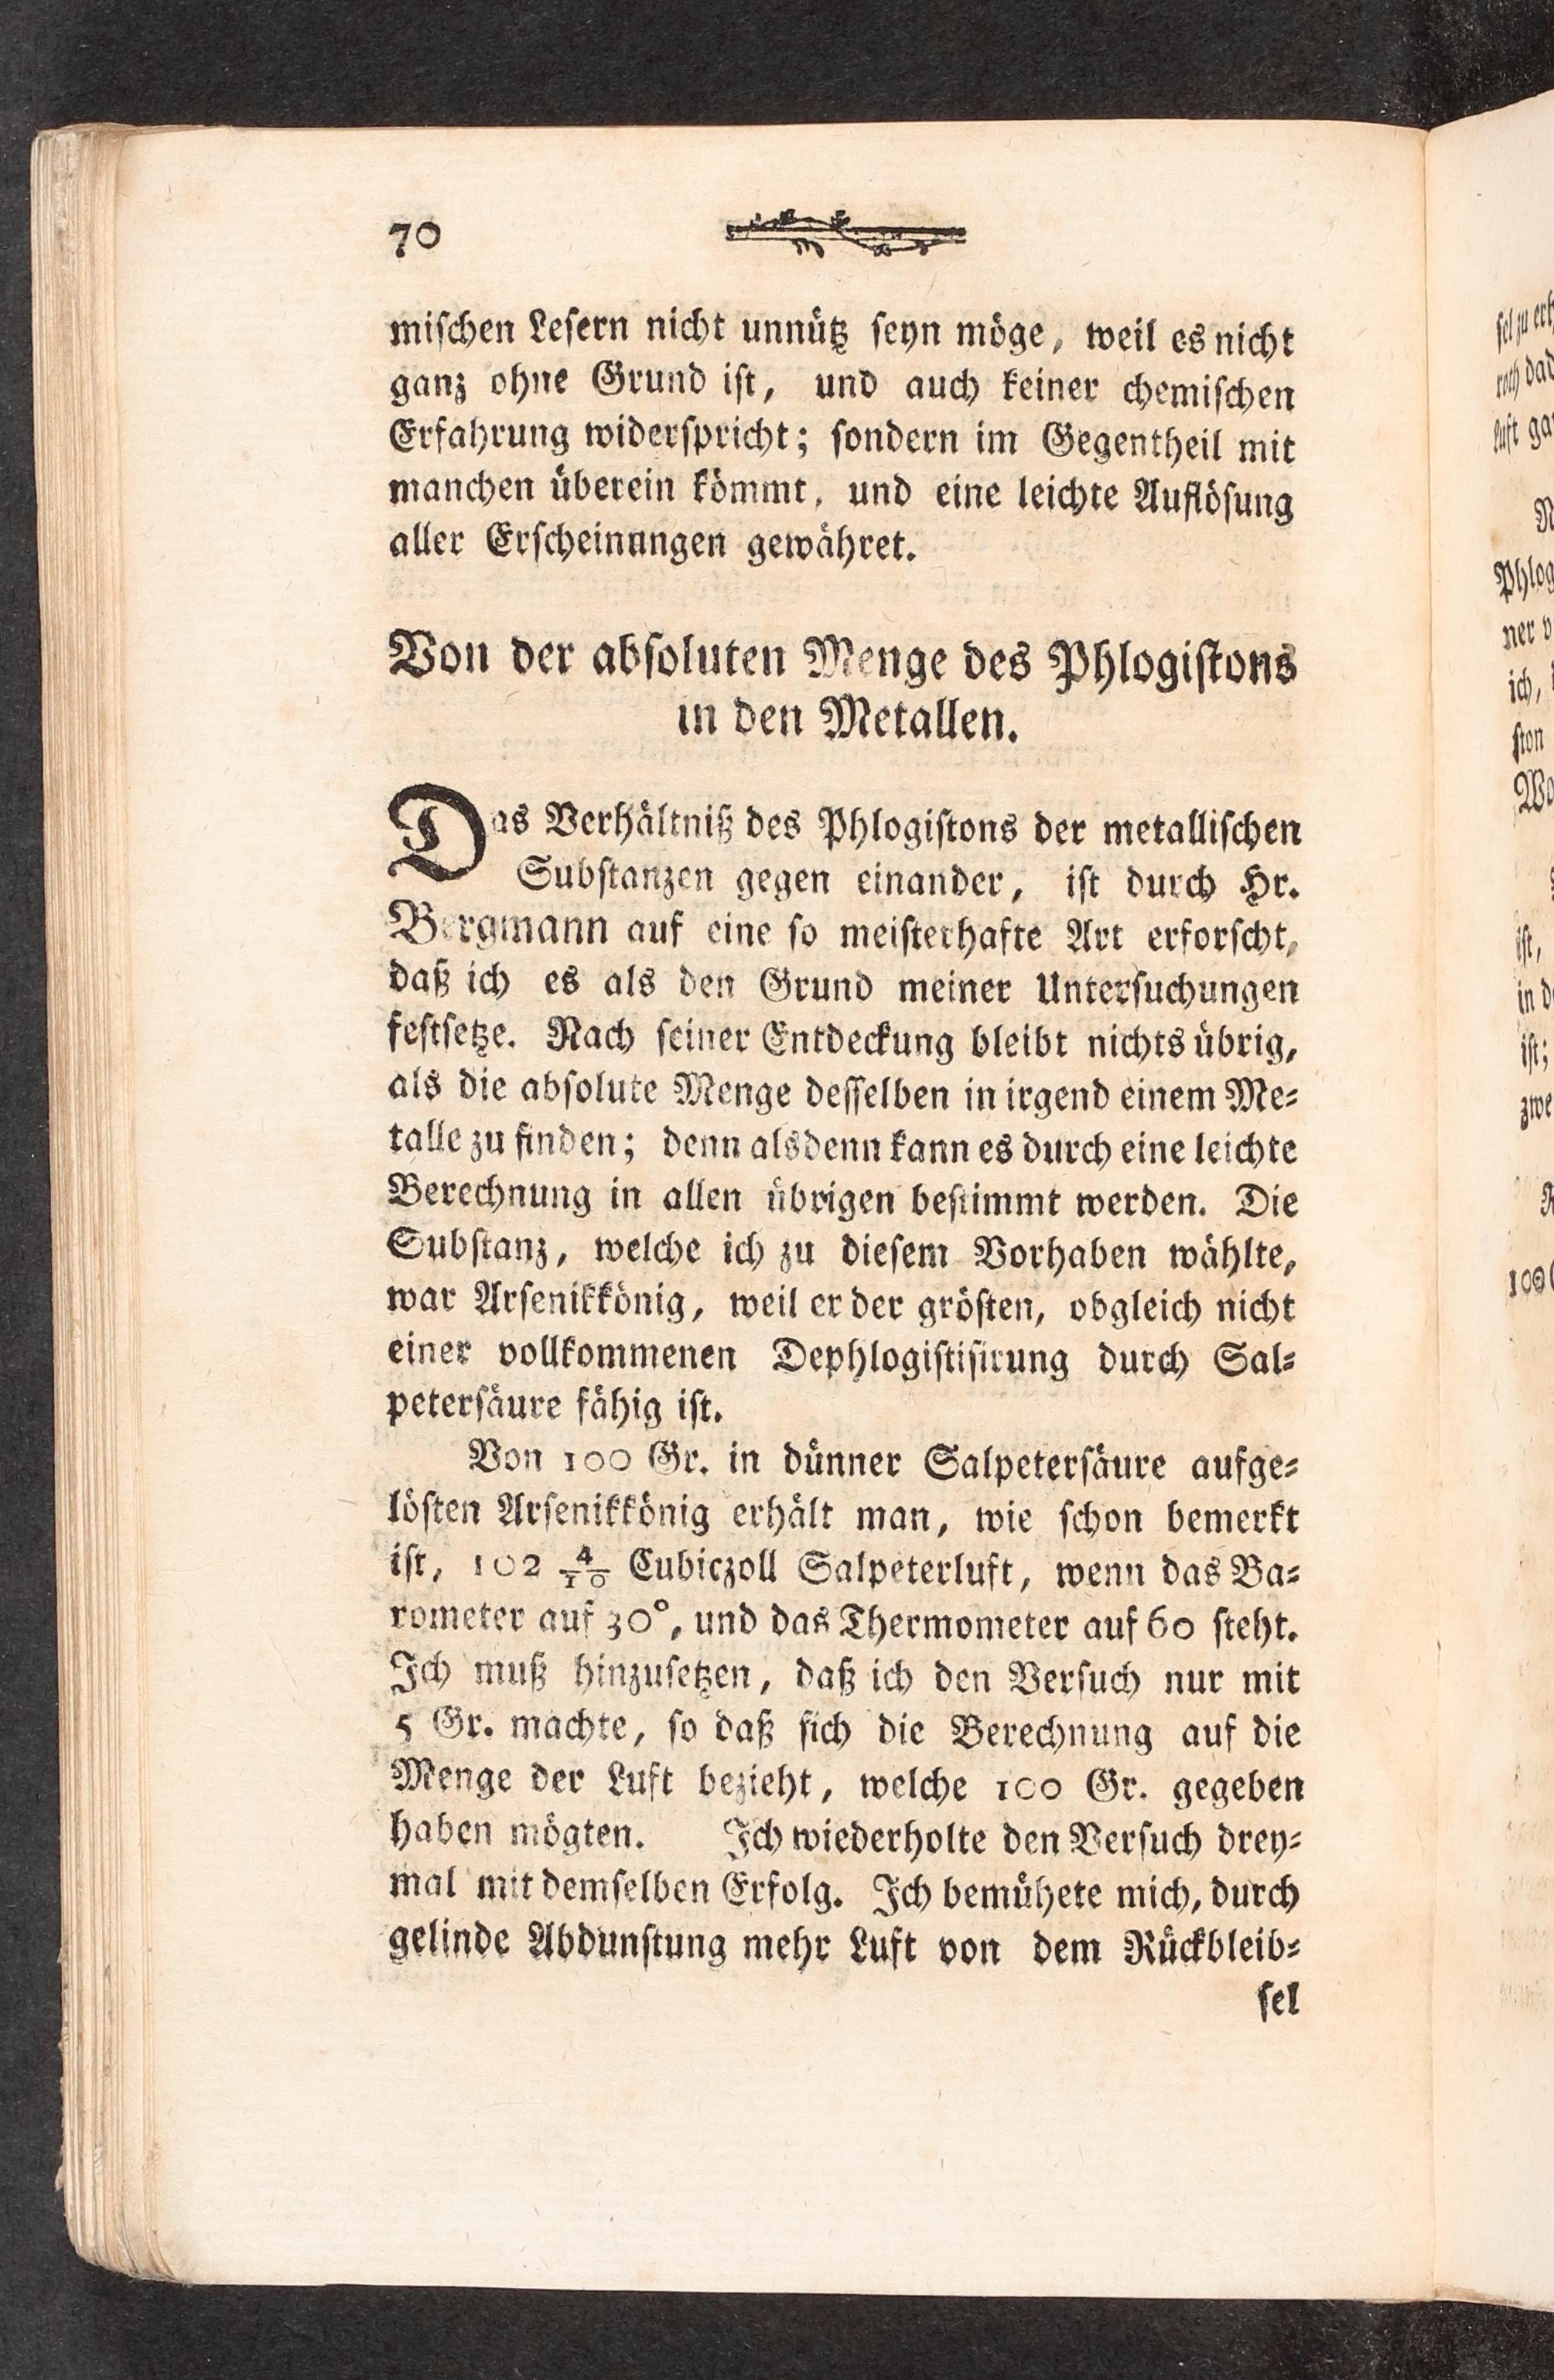 70
mischen Lesern nicht unnütz seyn möge, weil es nicht
ganz ohne Grund ist, und auch keiner chemischen
Erfahrung widerspricht; sondern im Gegentheil mit
manchen überein kömmt, und eine leichte Auflösung
aller Erscheinungen gewähret.
Von der absoluten Menge des Phlogistons
in den Metallen.
Das Verhältniß des Phlogistons der metallischen
Substanzen gegen einander, ist durch Hr.
Bergmann auf eine so meisterhafte Art erforscht,
daß ich es als den Grund meiner Untersuchungen
festsetze. Nach seiner Entdeckung bleibt nichts übrig,
als die absolute Menge desselben in irgend einem Me-
talle zu finden; denn alsdenn kann es durch eine leichte
Berechnung in allen übrigen bestimmt werden. Die
Substanz, welche ich zu diesem Vorhaben wählte,
war Arsenikkönig, weil er der grösten, obgleich nicht
einer vollkommenen Dephlogistisirung durch Sal-
petersäure fähig ist.
Von 100 Gr. in dünner Salpetersäure aufge-
lösten Arsenikkönig erhält man, wie schon bemerkt
ist, 102 4/10 Cubiczoll Salpeterluft, wenn das Ba-
rometer auf 30°, und das Thermometer auf 60 steht.
Ich muß hinzusetzen, daß ich den Versuch nur mit
5 Gr. machte, so daß sich die Berechnung auf die
Menge der Luft bezieht, welche 100 Gr. gegeben
haben mögten. Ich wiederholte den Versuch drey-
mal mit demselben Erfolg. Ich bemühete mich, durch
gelinde Abdunstung mehr Luft von dem Rückbleib-
sel